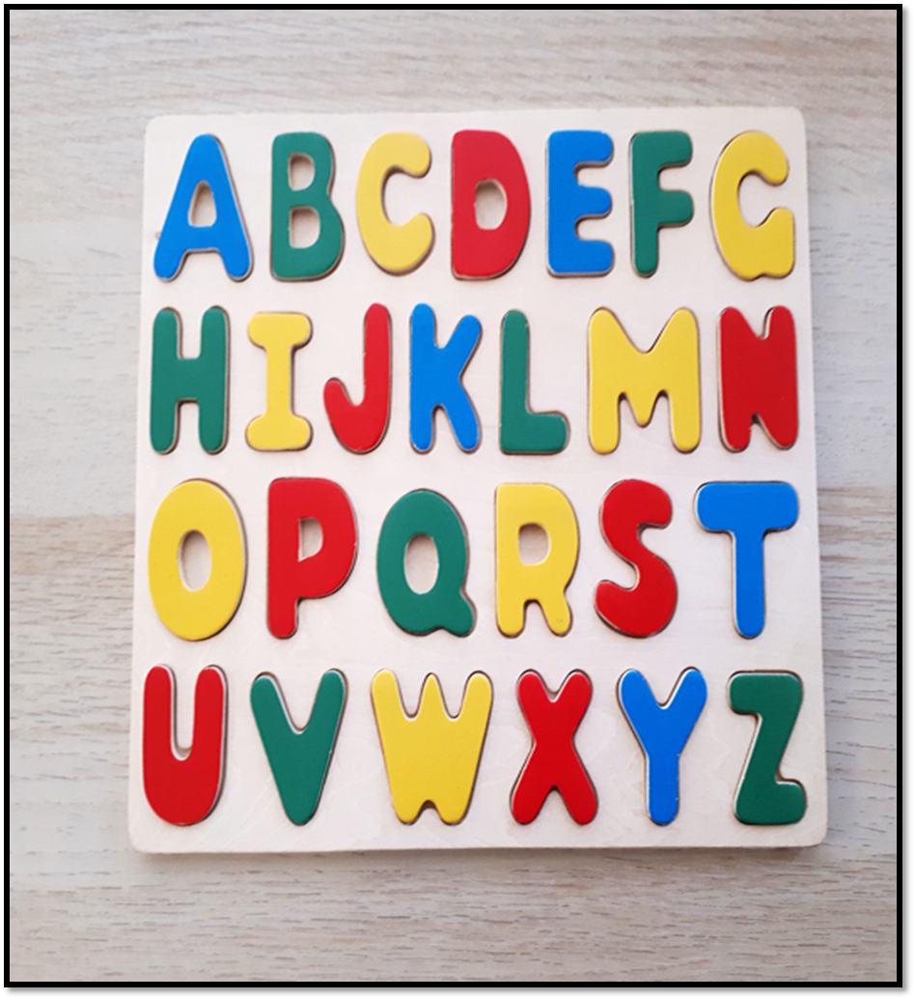 ABCDEFG
HIJKLMN
OPQRST
UVWXYZ